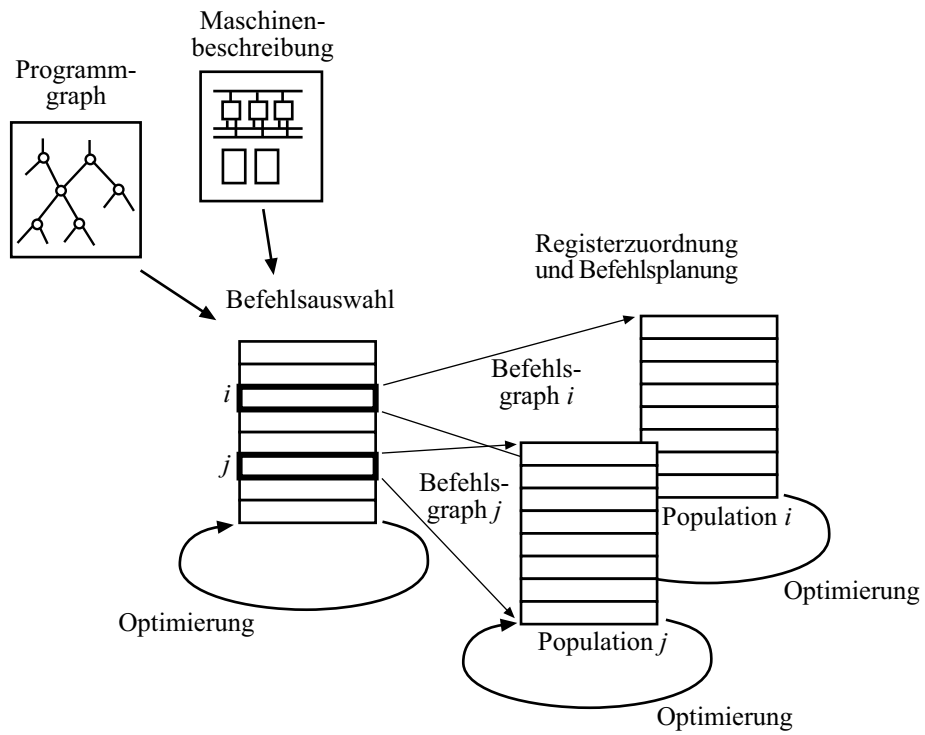 Maschinen-
beschreibung
Programm-
graph
Registerzuordnung
und Befehlsplanung
Befehlsauswahl
Befehls-
graph i
i
j
Befehls-
graph j
Population i
Optimierung
Optimierung
Population j
Optimierung